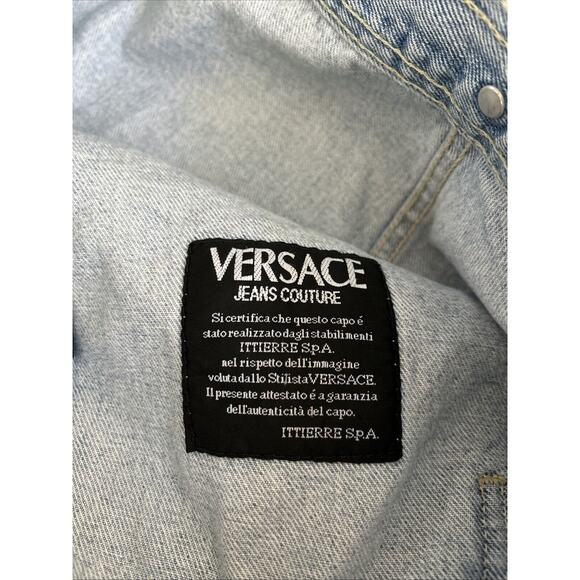 VERSACE
JEANS COUTURE
Si certifica che questo capo é
stato realizzato dagli stabilimenti
ITTIERRE S.p.A.
nel rispetto dell'immagine
voluta dallo Stilista VERSACE.
Il presente attestato é a garanzia
dell'autenticità del capo.
ITTIERRE S.p.A.